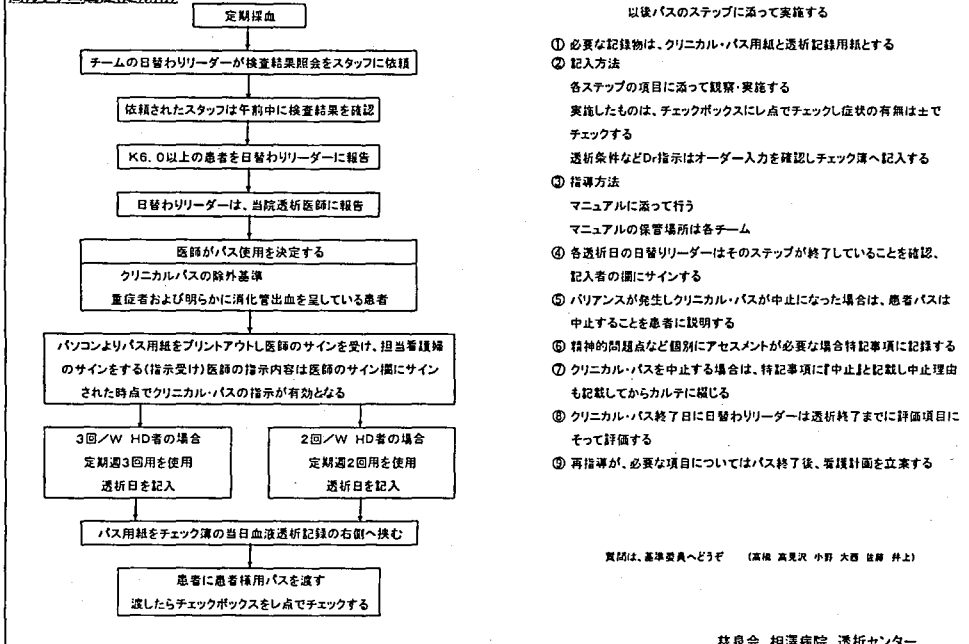 定期採血
チームの日替わりリーダーが検査結果照会をスタッフに依頼
依頼されたスタッフは午前中に検査結果を確認
K6.0以上の患者を日替わりリーダーに報告
日替わりリーダーは、当院透析医師に報告
医師がパス使用を決定する
クリニカルパスの除外基準
重症者および明らかに消化管出血を呈している患者
パソコンよりパス用紙をプリントアウトし医師のサインを受け、担当看護婦
のサインをする(指示受け)医師の指示内容は医師のサイン欄にサイン
された時点でクリニカル・パスの指示が有効となる
3回/W HD者の場合
定期週3回用を使用
透析日を記入
2回/W HD者の場合
定期週2回用を使用
透析日を記入
パス用紙をチェック簿の当日血液透析記録の右側へ挟む
患者に患者様用パスを渡す
渡したらチェックボックスをレ点でチェックする
以後パスのステップに添って実施する
① 必要な記録物は、クリニカル・パス用紙と透析記録用紙とする
② 記入方法
各ステップの項目に添って観察・実施する
実施したものは、チェックボックスにレ点でチェックし症状の有無は±で
チェックする
透析条件などDr指示はオーダー入力を確認しチェック簿へ記入する
③ 指導方法
マニュアルに添って行う
マニュアルの保管場所は各チーム
④ 各透析日の日替りリーダーはそのステップが終了していることを確認、
記入者の欄にサインする
⑤ バリアンスが発生しクリニカル・パスが中止になった場合は、患者パスは
中止することを患者に説明する
⑥ 精神的問題点など個別にアセスメントが必要な場合特記事項に記録する
⑦ クリニカル・パスを中止する場合は、特記事項に『中止』と記載し中止理由
も記載してからカルテに綴じる
⑧ クリニカル・パス終了日に日替わりリーダーは透析終了までに評価項目に
そって評価する
⑨ 再指導が、必要な項目についてはパス終了後、看護計画を立案する
質問は、基準委員へどうぞ (高橋 高見沢 小野 大西 佐藤 井上)
慈泉会 相澤病院 透析センター